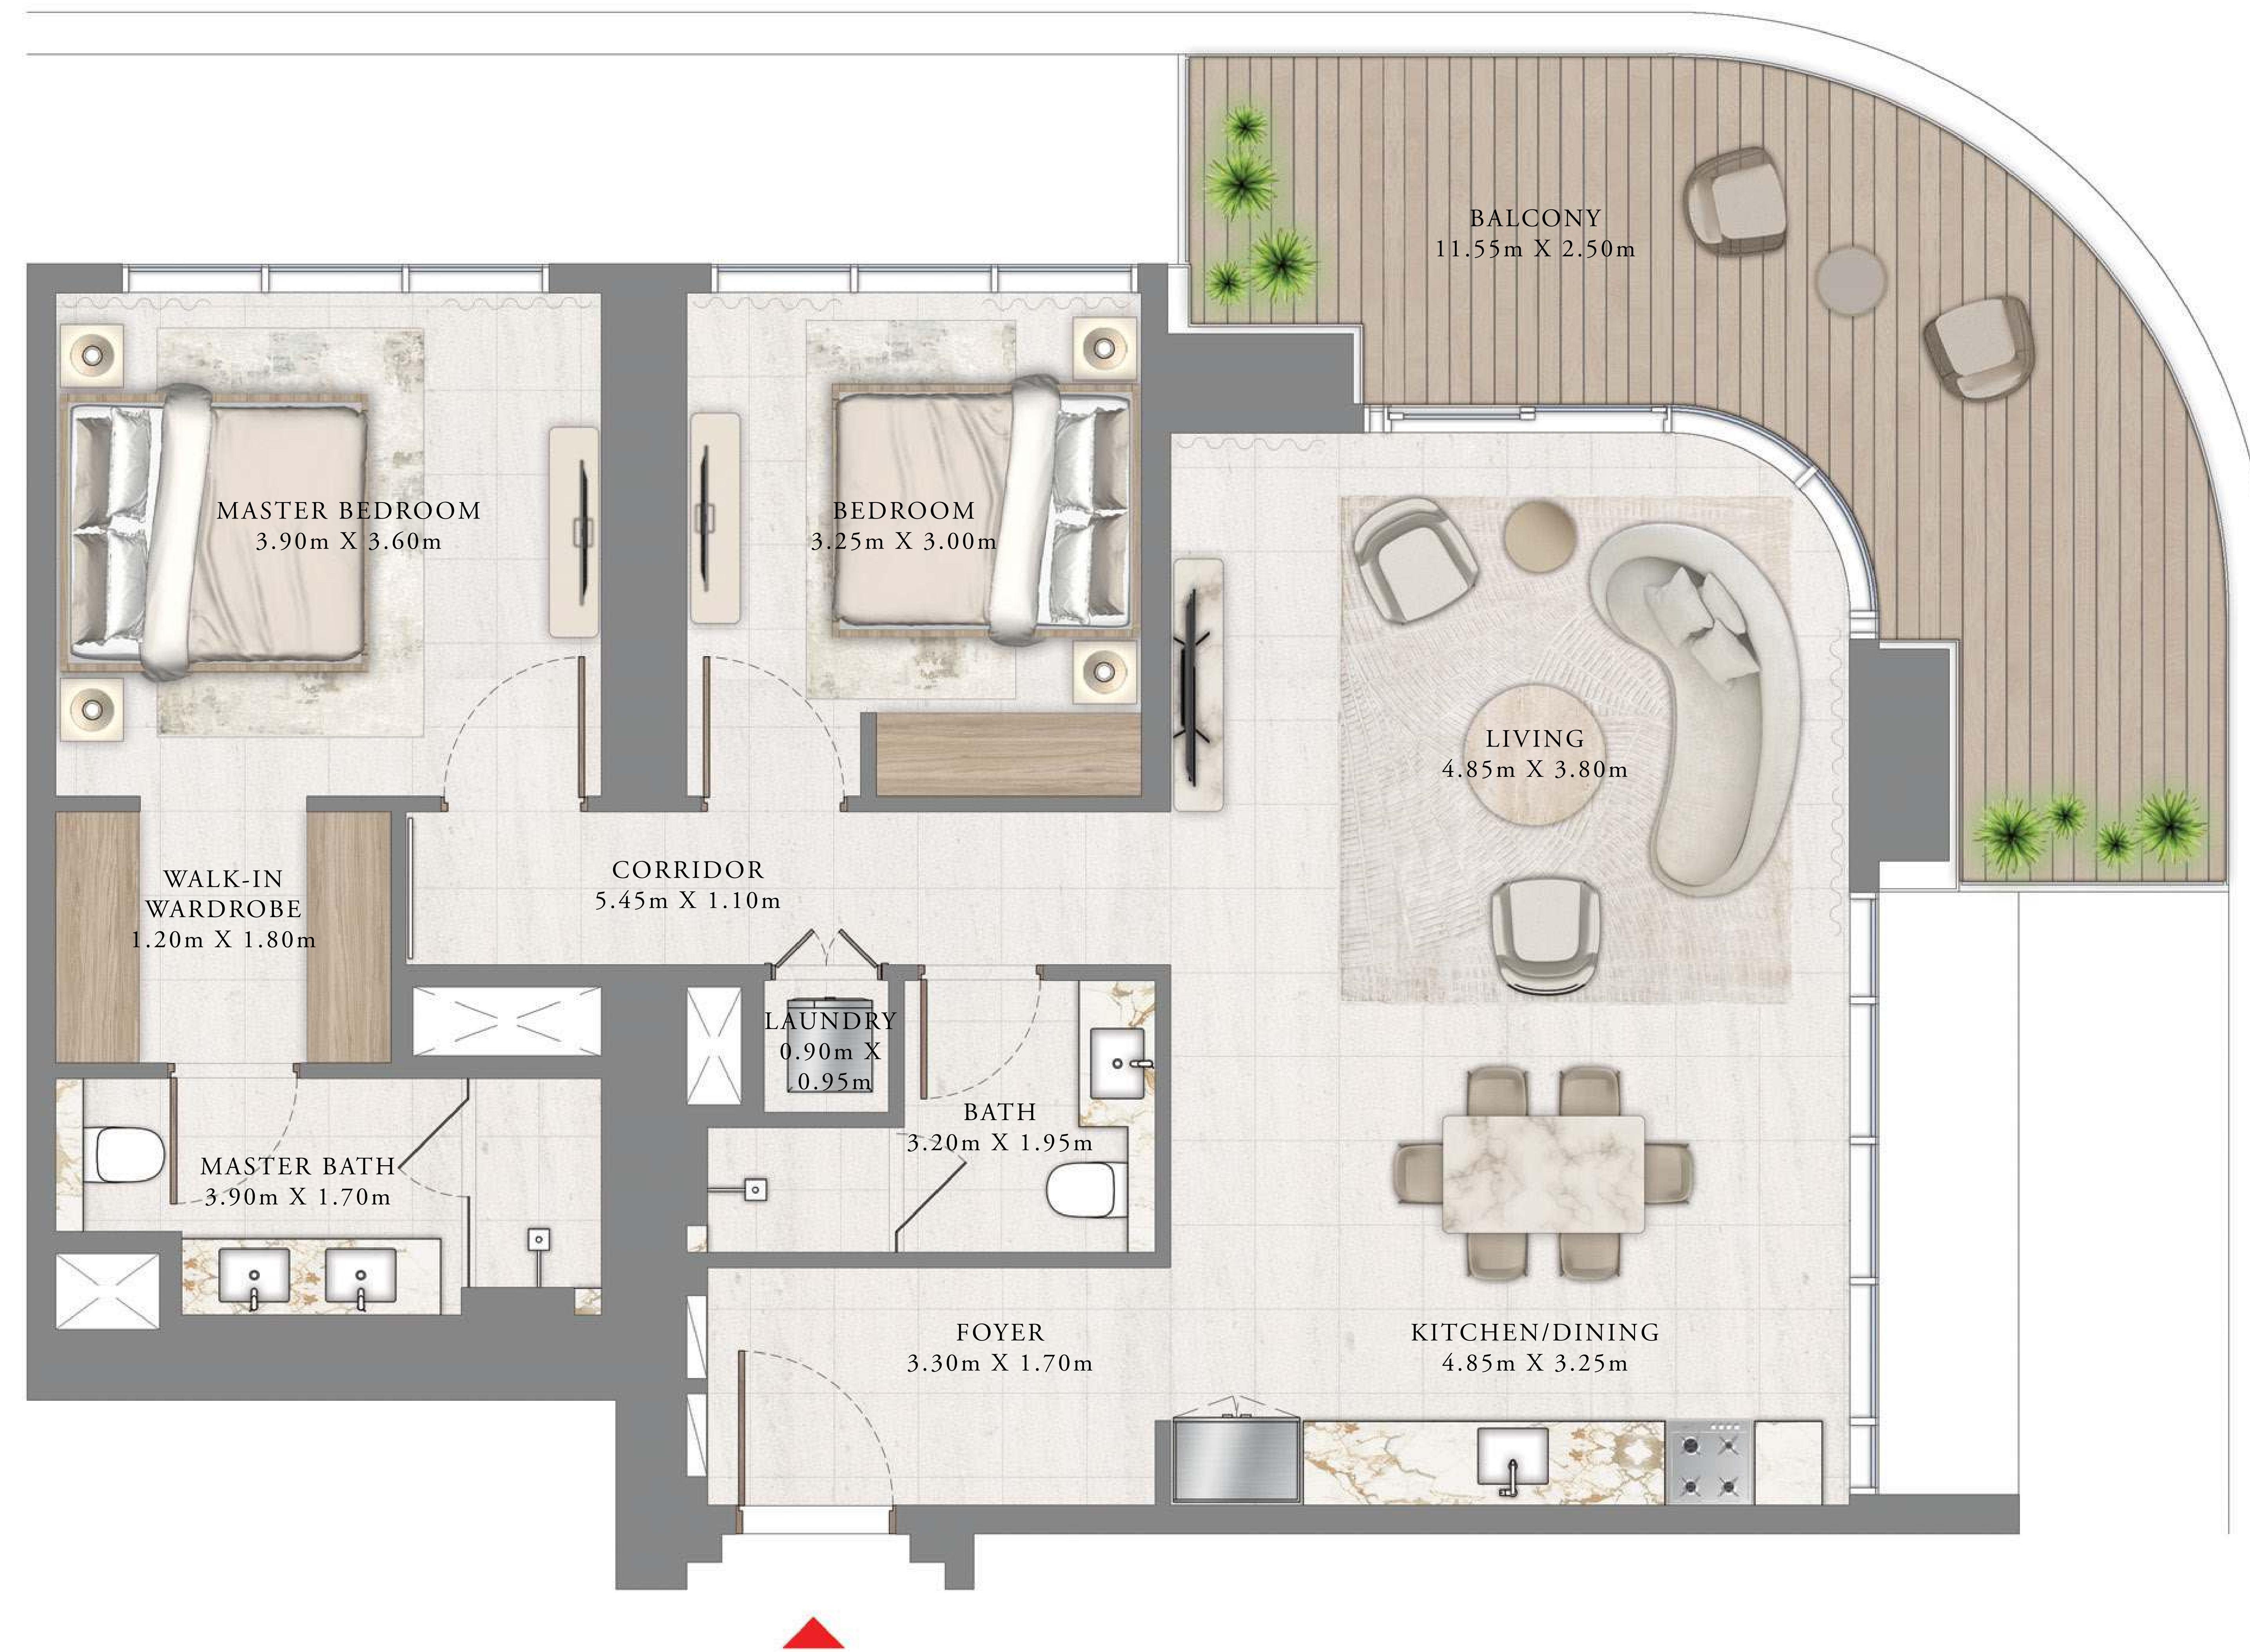 BALCONY
11.55m X 2.50m
MASTER BEDROOM
3.90m X 3.60m
BEDROOM
3.25m X 3.00m
LIVING
4.85m X 3.80m
WALK-IN
WARDROBE
1.20m X 1.80m
CORRIDOR
5.45m X 1.10m
LAUNDRY
0.90m X
0.95m
BATH
3.20m X 1.95m
MASTER BATH
3.90m X 1.70m
FOYER
3.30m X 1.70m
KITCHEN/DINING
4.85m X 3.25m